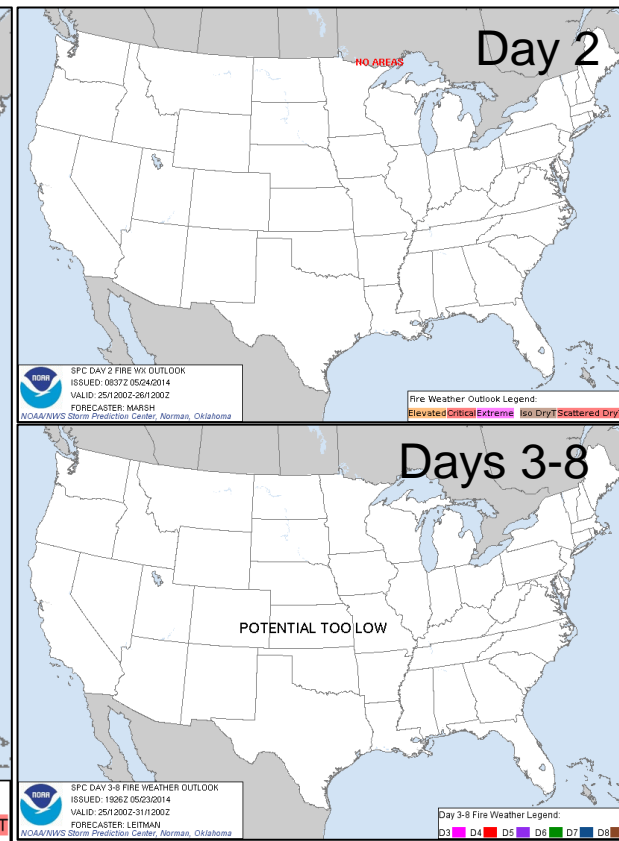 Day 2
NO AREAS
NOAA
SPC DAY 2 FIRE WX OUTLOOK
ISSUED: 0837Z 05/24/2014
VALID: 25/1200Z-26/1200Z
FORECASTER: MARSH
NOAA/NWS Storm Prediction Center, Norman, Oklahoma
Fire Weather Outlook Legend:
Elevated Critical Extreme Iso DryT Scattered Dry
Days 3-8
POTENTIAL TOO LOW
NOAA
SPC DAY 3-8 FIRE WEATHER OUTLOOK
ISSUED: 1926Z 05/23/2014
VALID: 25/1200Z-31/1200Z
FORECASTER: LEITMAN
NOAA/NWS Storm Prediction Center, Norman, Oklahoma
Day 3-8 Fire Weather Legend:
D3 D4 D5 D6 D7 D8
T